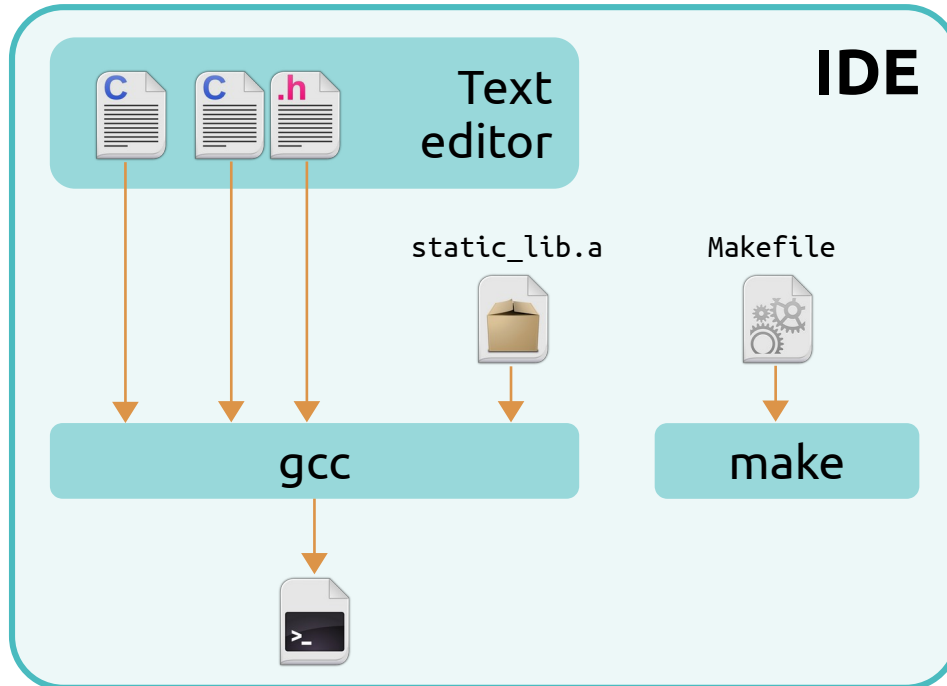 IDE
C
C
.h
Text
editor
static_lib.a
Makefile
gcc
make
>_